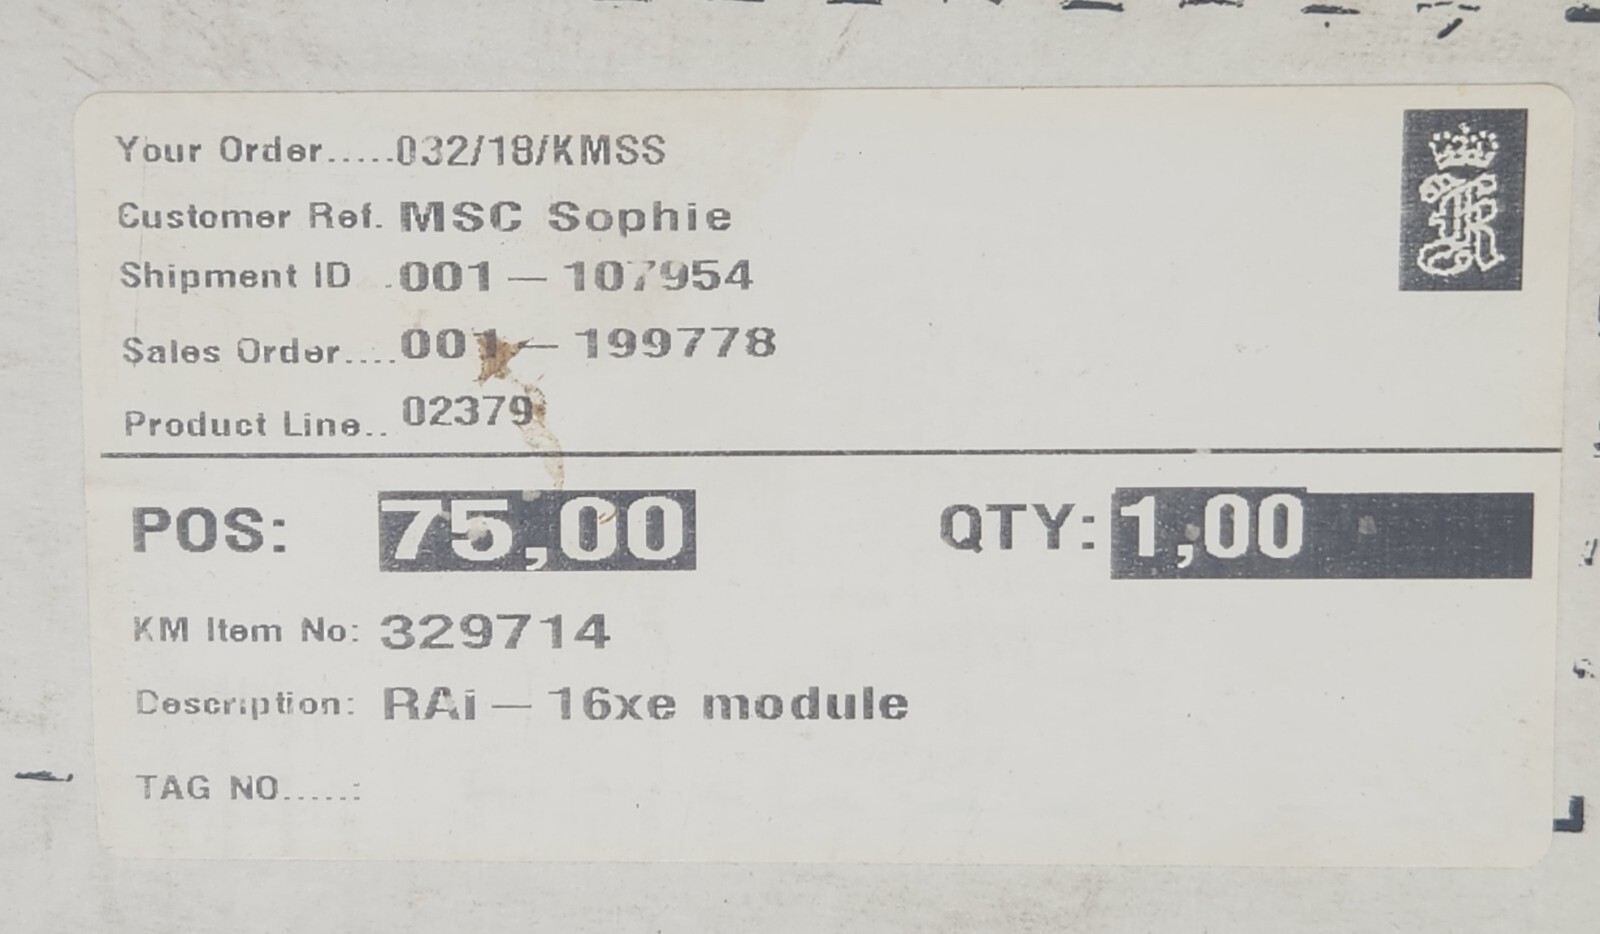 Your Order.....032/18/KMSS
Customer Ref. MSC Sophie
Shipment ID .001 – 107954
Sales Order....001 – 199778
Product Line.. 02379
POS: 75,00 QTY: 1,00
KM Item No: 329714
Description: RAi – 16xe module
TAG NO.....: